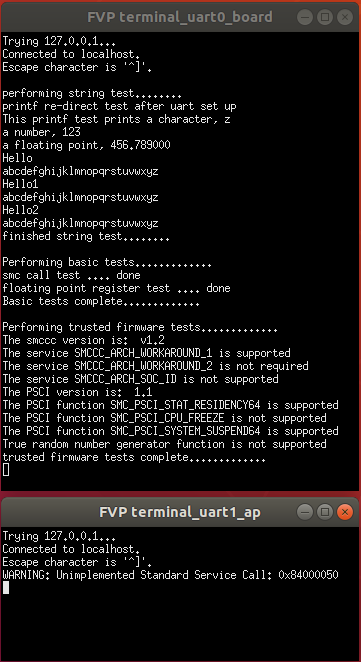 FVP terminal_uart0_board
Trying 127.0.0.1...
Connected to localhost.
Escape character is '^]'.
performing string test........
printf re-direct test after uart set up
This printf test prints a character, z
a number, 123
a floating point, 456.789000
Hello
abcdefghijklmnopqrstuvwxyz
Hello1
abcdefghijklmnopqrstuvwxyz
Hello2
abcdefghijklmnopqrstuvwxyz
finished string test........
Performing basic tests.............
smc call test .... done
floating point register test .... done
Basic tests complete.............
Performing trusted firmware tests.............
The smccc version is:  v1.2
The service SMCCC_ARCH_WORKAROUND_1 is supported
The service SMCCC_ARCH_WORKAROUND_2 is not required
The service SMCCC_ARCH_SOC_ID is not supported
The PSCI version is:  1.1
The PSCI function SMC_PSCI_STAT_RESIDENCY64 is supported
The PSCI function SMC_PSCI_CPU_FREEZE is not supported
The PSCI function SMC_PSCI_SYSTEM_SUSPEND64 is supported
True random number generator function is not supported
trusted firmware tests complete.............
FVP terminal_uart1_ap
Trying 127.0.0.1...
Connected to localhost.
Escape character is '^]'.
WARNING: Unimplemented Standard Service Call: 0x84000050